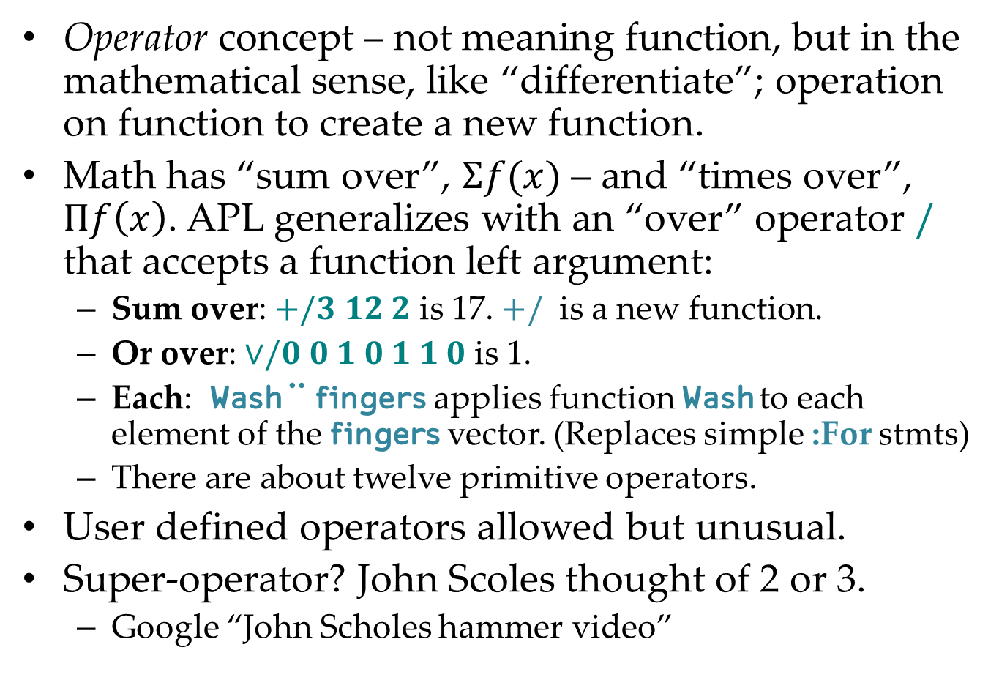 • Operator concept – not meaning function, but in the
mathematical sense, like “differentiate”; operation
on function to create a new function.
• Math has “sum over”, Σf(x) – and “times over”,
Πf(x). APL generalizes with an “over” operator /
that accepts a function left argument:
– Sum over: +/3 12 2 is 17. +/ is a new function.
– Or over: ∨/0 0 1 0 1 1 0 is 1.
– Each: Wash¨fingers applies function Wash to each
element of the fingers vector. (Replaces simple :For stmts)
– There are about twelve primitive operators.
• User defined operators allowed but unusual.
• Super-operator? John Scoles thought of 2 or 3.
– Google “John Scholes hammer video”